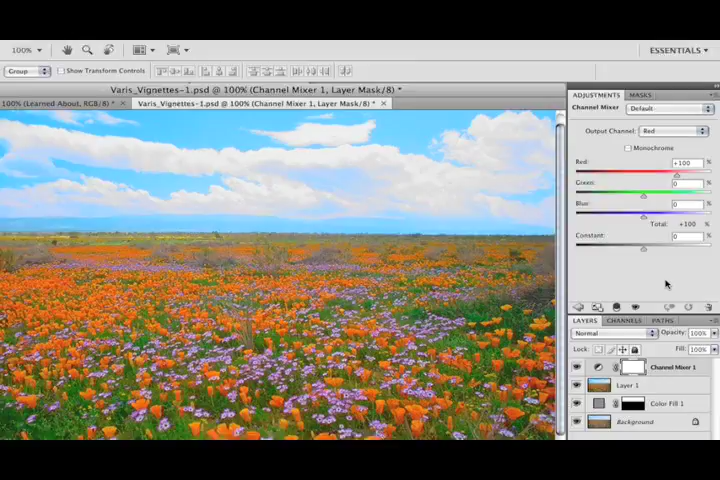 100% ESSENTIALS
Group Show Transform Controls
Varis_Vignettes-1.psd @ 100% (Channel Mixer 1, Layer Mask/8) *
100% (Learned About, RGB/8) * × Varis_Vignettes-1.psd @ 100% (Channel Mixer 1, Layer Mask/8) * ×
ADJUSTMENTS MASKS
Channel Mixer Default
Output Channel: Red
Monochrome
Red: +100 %
Green: 0 %
Blue: 0 %
Total: +100 %
Constant: 0 %
LAYERS CHANNELS PATHS
Normal Opacity: 100%
Lock: Fill: 100%
Channel Mixer 1
Layer 1
Color Fill 1
Background